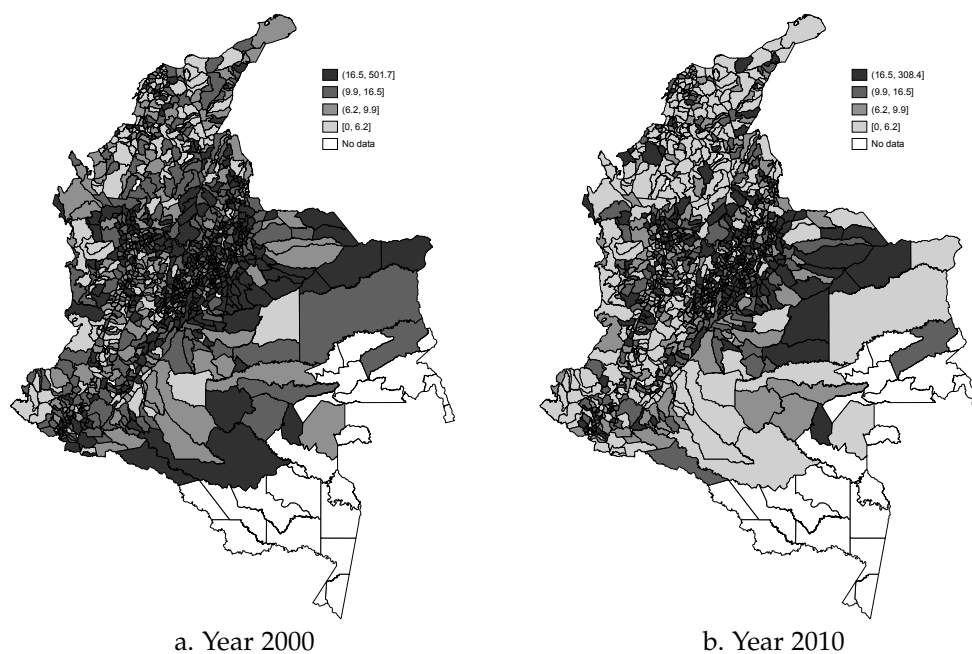 (16.5, 501.7]
(9.9, 16.5]
(6.2, 9.9]
[0, 6.2]
No data
(16.5, 308.4]
(9.9, 16.5]
(6.2, 9.9]
[0, 6.2]
No data
a. Year 2000
b. Year 2010